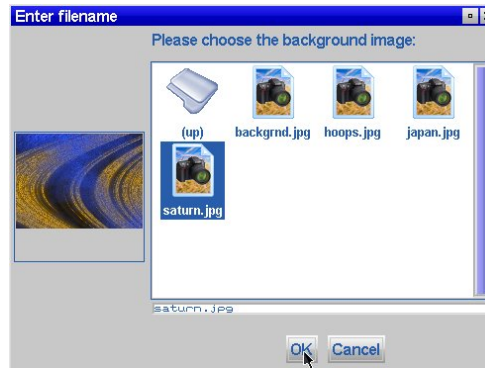 Enter filename
Please choose the background image:
(up) backgrnd.jpg hoops.jpg japan.jpg
saturn.jpg
saturn.jpg
OK Cancel